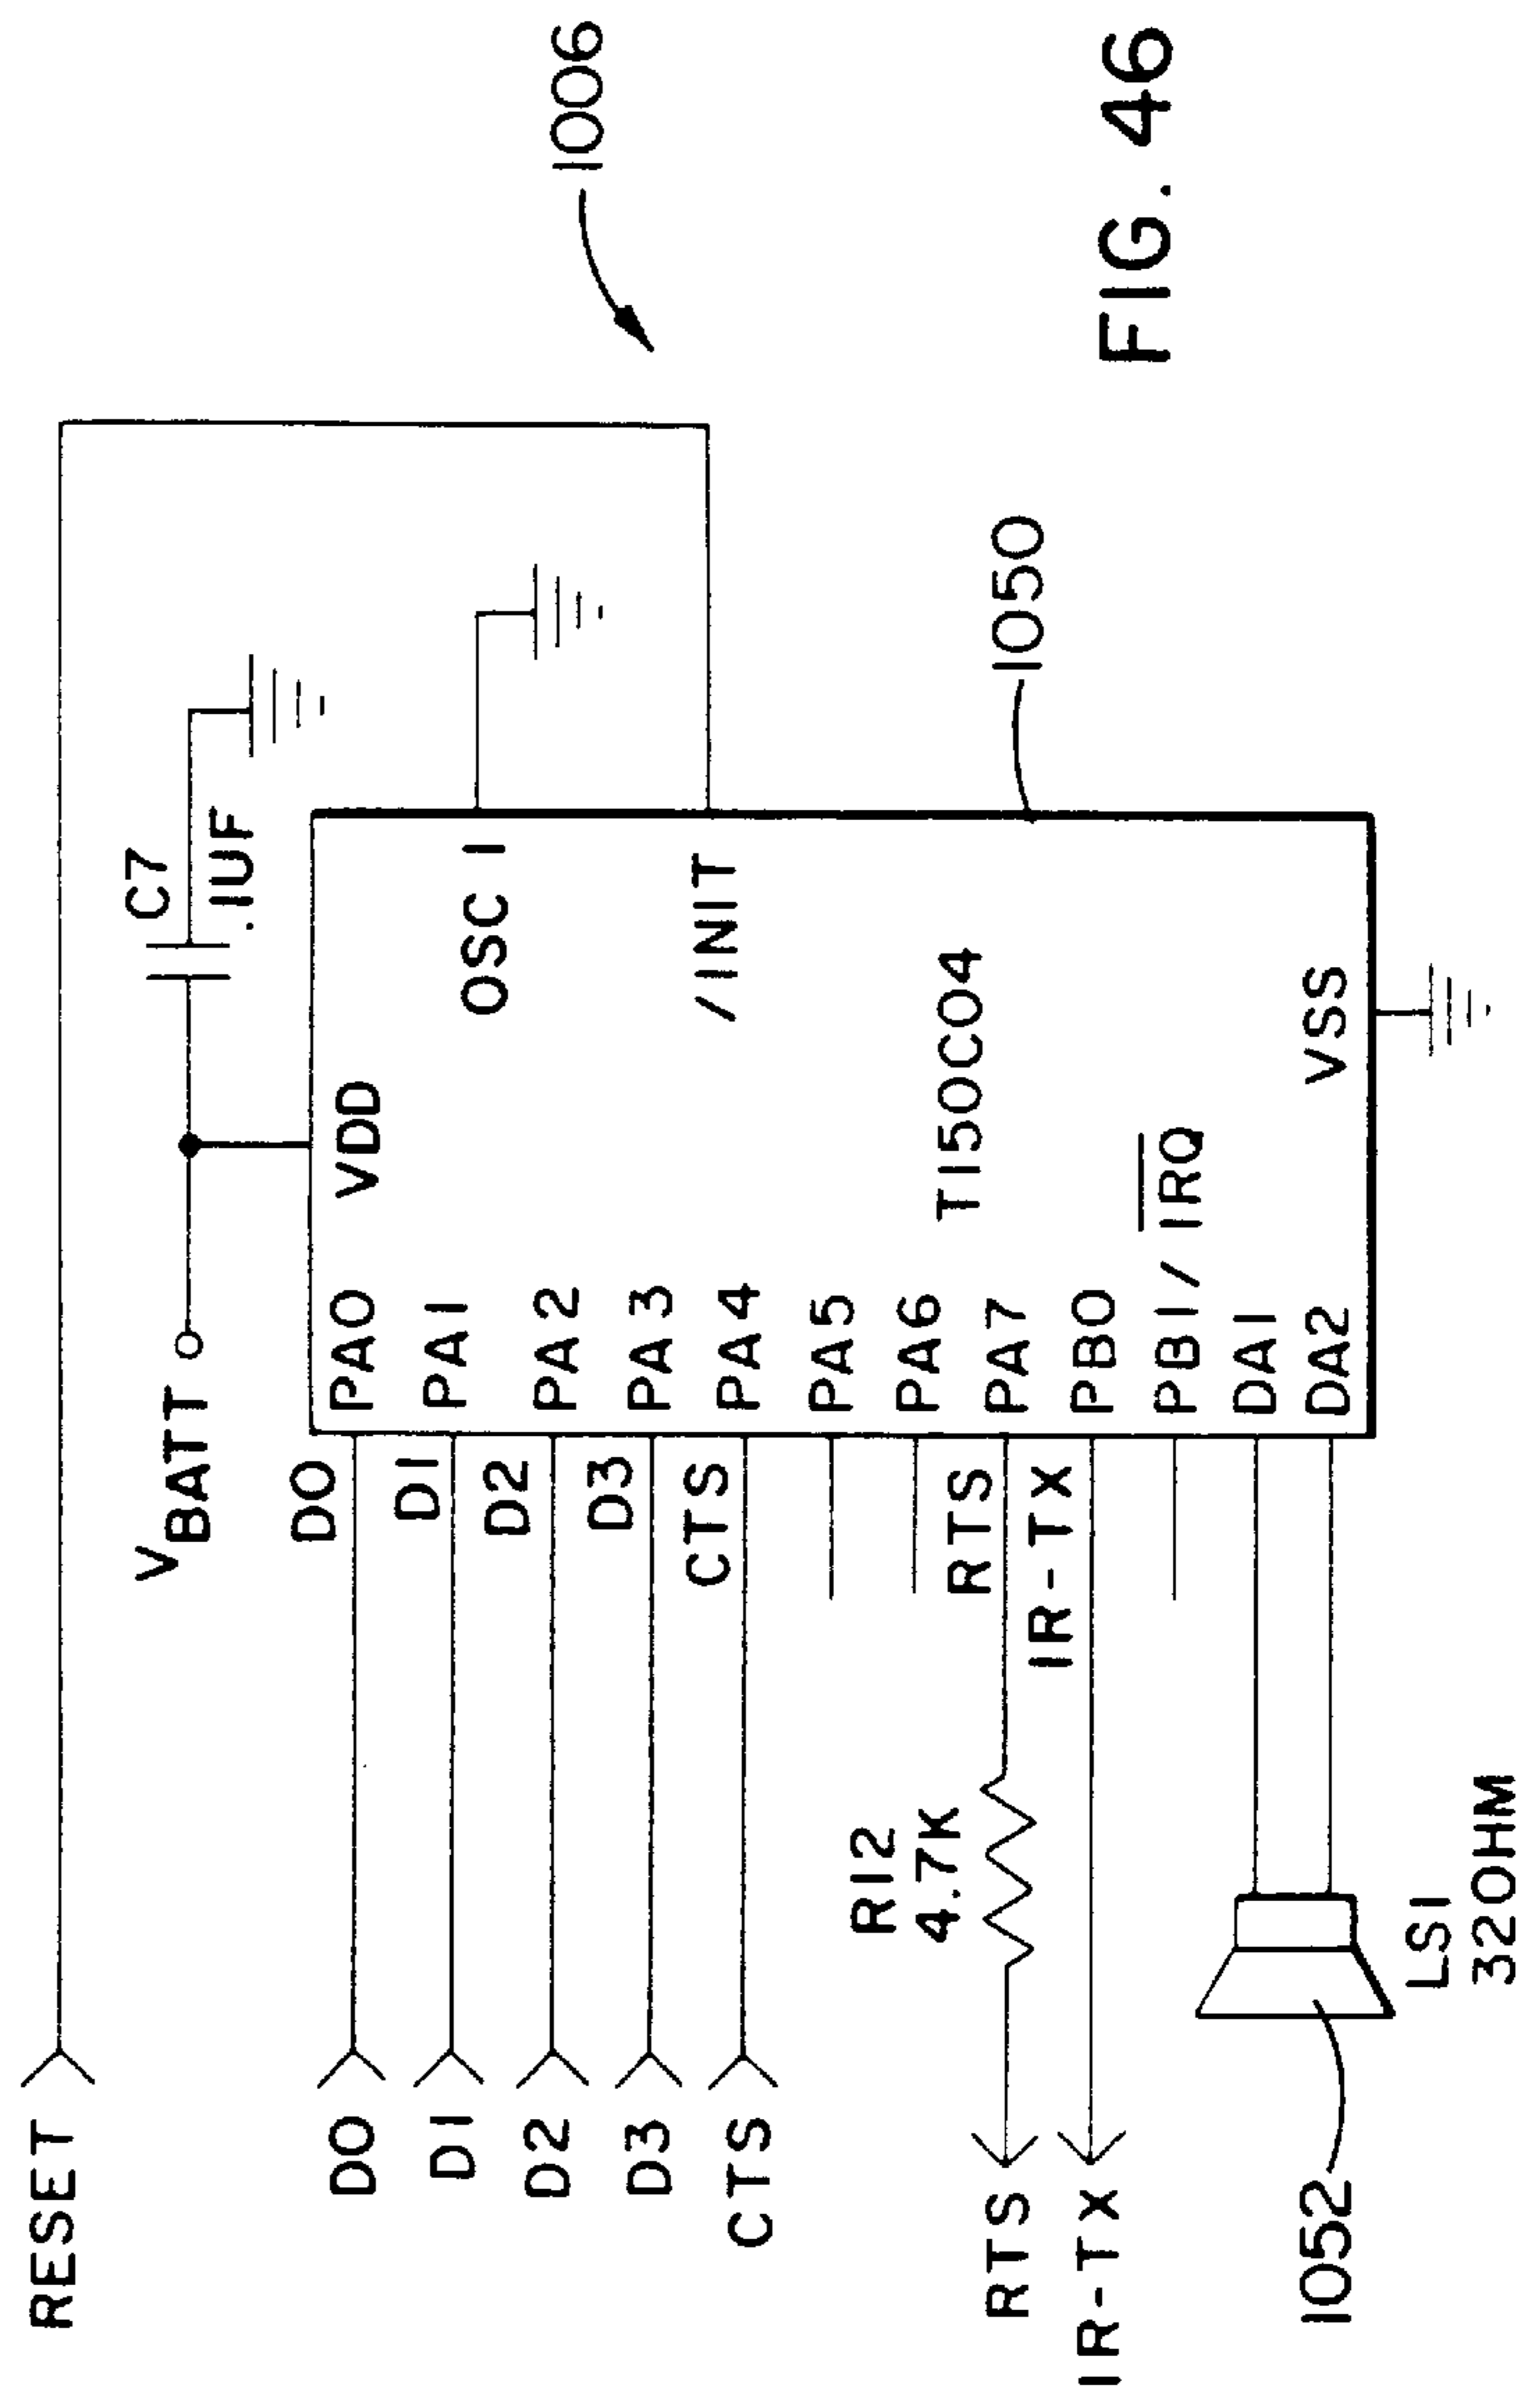 RESET
VBATT
C7
.1UF
1006
D0
D0
PA0
VDD
D1
D1
PA1
OSC 1
D2
D2
PA2
D3
D3
PA3
/INIT
CTS
CTS
PA4
PA5
R12
4.7K
PA6
T150C04
RTS
RTS
PA7
1050
IR-TX
IR-TX
PB0
PB1/IRQ
DA1
1052
DA2
VSS
LS1
32OHM
FIG. 46